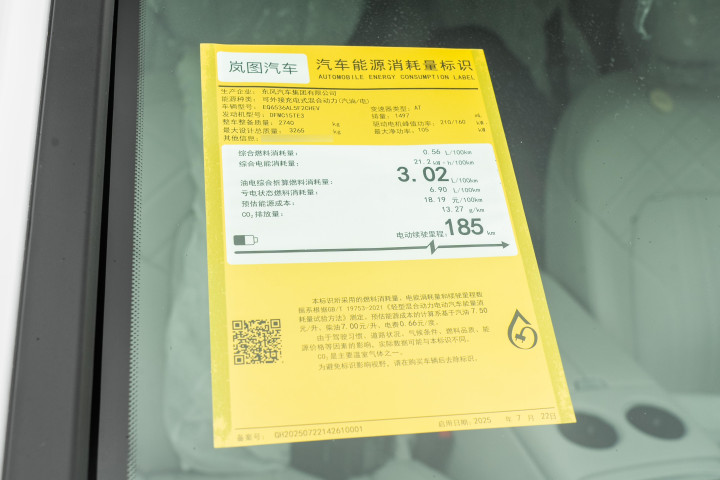 岚图汽车
汽车能源消耗量标识
AUTOMOBILE ENERGY CONSUMPTION LABEL
生产企业: 东风汽车集团有限公司
能源种类: 可外接充电式混合动力(汽油/电)
车辆型号: EQ6536AL5F2DHEV 变速器类型: AT
发动机型号: DFMC15TE3 排量: 1497 mL
整车整备质量: 2740 kg 驱动电机峰值功率: 210/160 kW
最大设计总质量: 3265 kg 最大净功率: 105 kW
其他信息:
综合燃料消耗量: 0.56 L/100km
综合电能消耗量: 21.2 kW·h/100km
油电综合折算燃料消耗量: 3.02 L/100km
亏电状态燃料消耗量: 6.90 L/100km
预估能源成本: 18.19 元/100km
CO₂排放量: 13.27 g/km
电动续驶里程: 185 km
本标识所采用的燃料消耗量、电能消耗量和续驶里程数
据系根据GB/T 19753-2021《轻型混合动力电动汽车能量消
耗量试验方法》测定。预估能源成本的计算系基于汽油 7.50
元/升, 柴油7.00元/升, 电费0.66元/度。
由于驾驶习惯、道路状况、气候条件、燃料品质、能
源价格等因素的影响, 实际数据可能与本标识不同。
CO₂是主要温室气体之一。
为避免标识影响视野, 请在购买车辆后去除标识。
备案号: GH20250722142610001
启用日期: 2025 年 7 月 22日